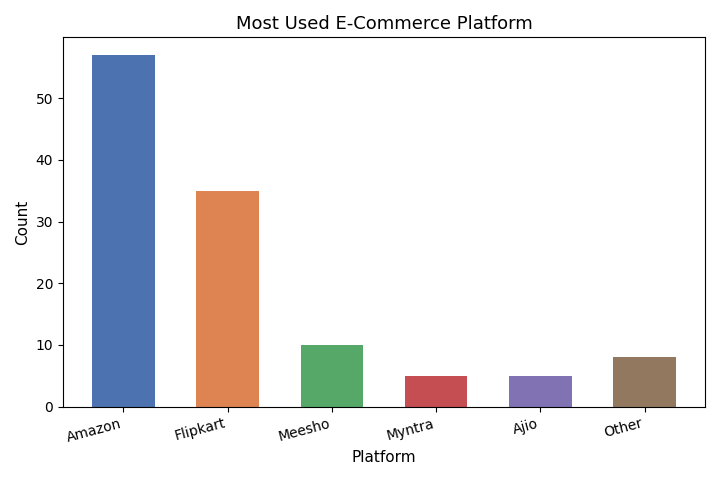 Most Used E-Commerce Platform
Count
50
40
30
20
10
0
Amazon
Flipkart
Meesho
Myntra
Ajio
Other
Platform